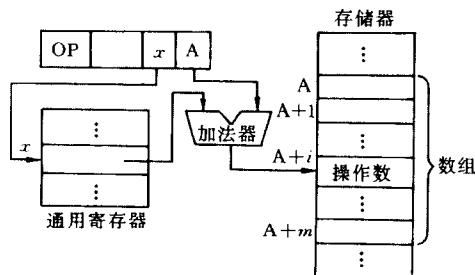 存储器
OP x A
⋮
A
A+1
加法器
⋮
⋮
x
A+i
操作数
数组
⋮
⋮
通用寄存器
A+m
⋮